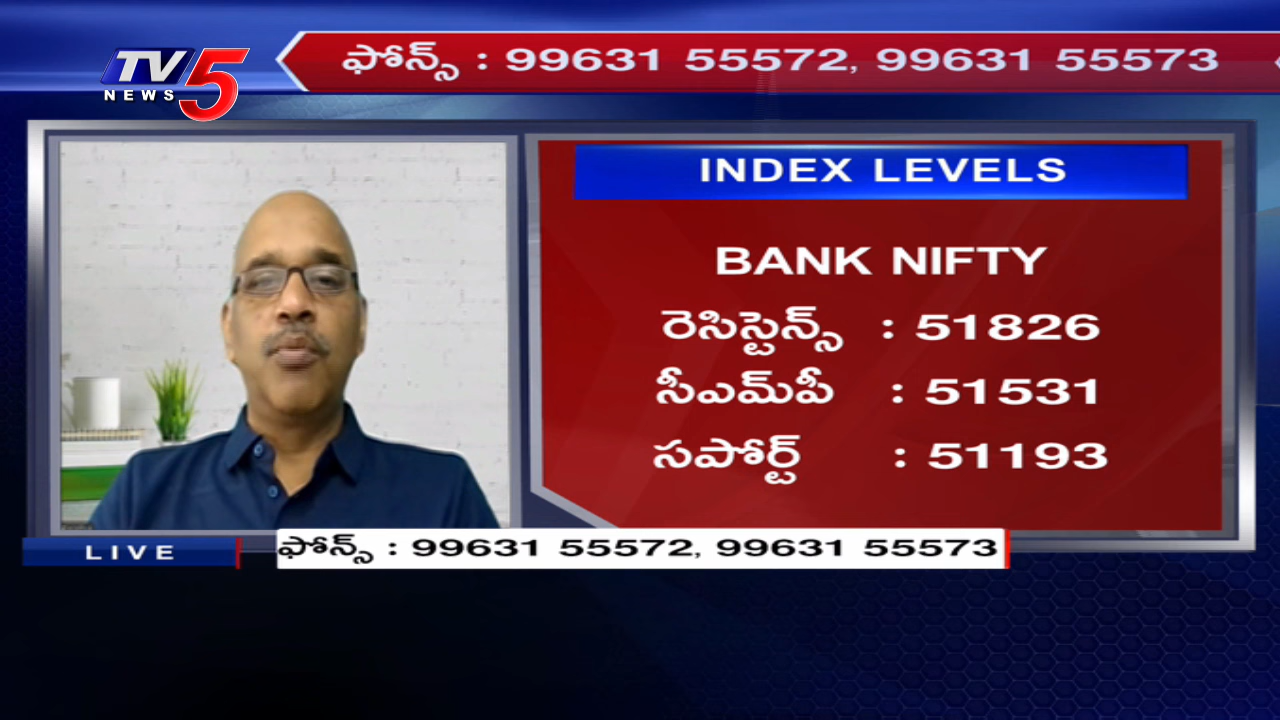 ఫోన్స్ : 99631 55572, 99631 55573
TV5
NEWS
INDEX LEVELS
BANK NIFTY
రెసిస్టెన్స్ : 51826
సీఎమ్‌పీ : 51531
సపోర్ట్ : 51193
LIVE
ఫోన్స్ : 99631 55572, 99631 55573